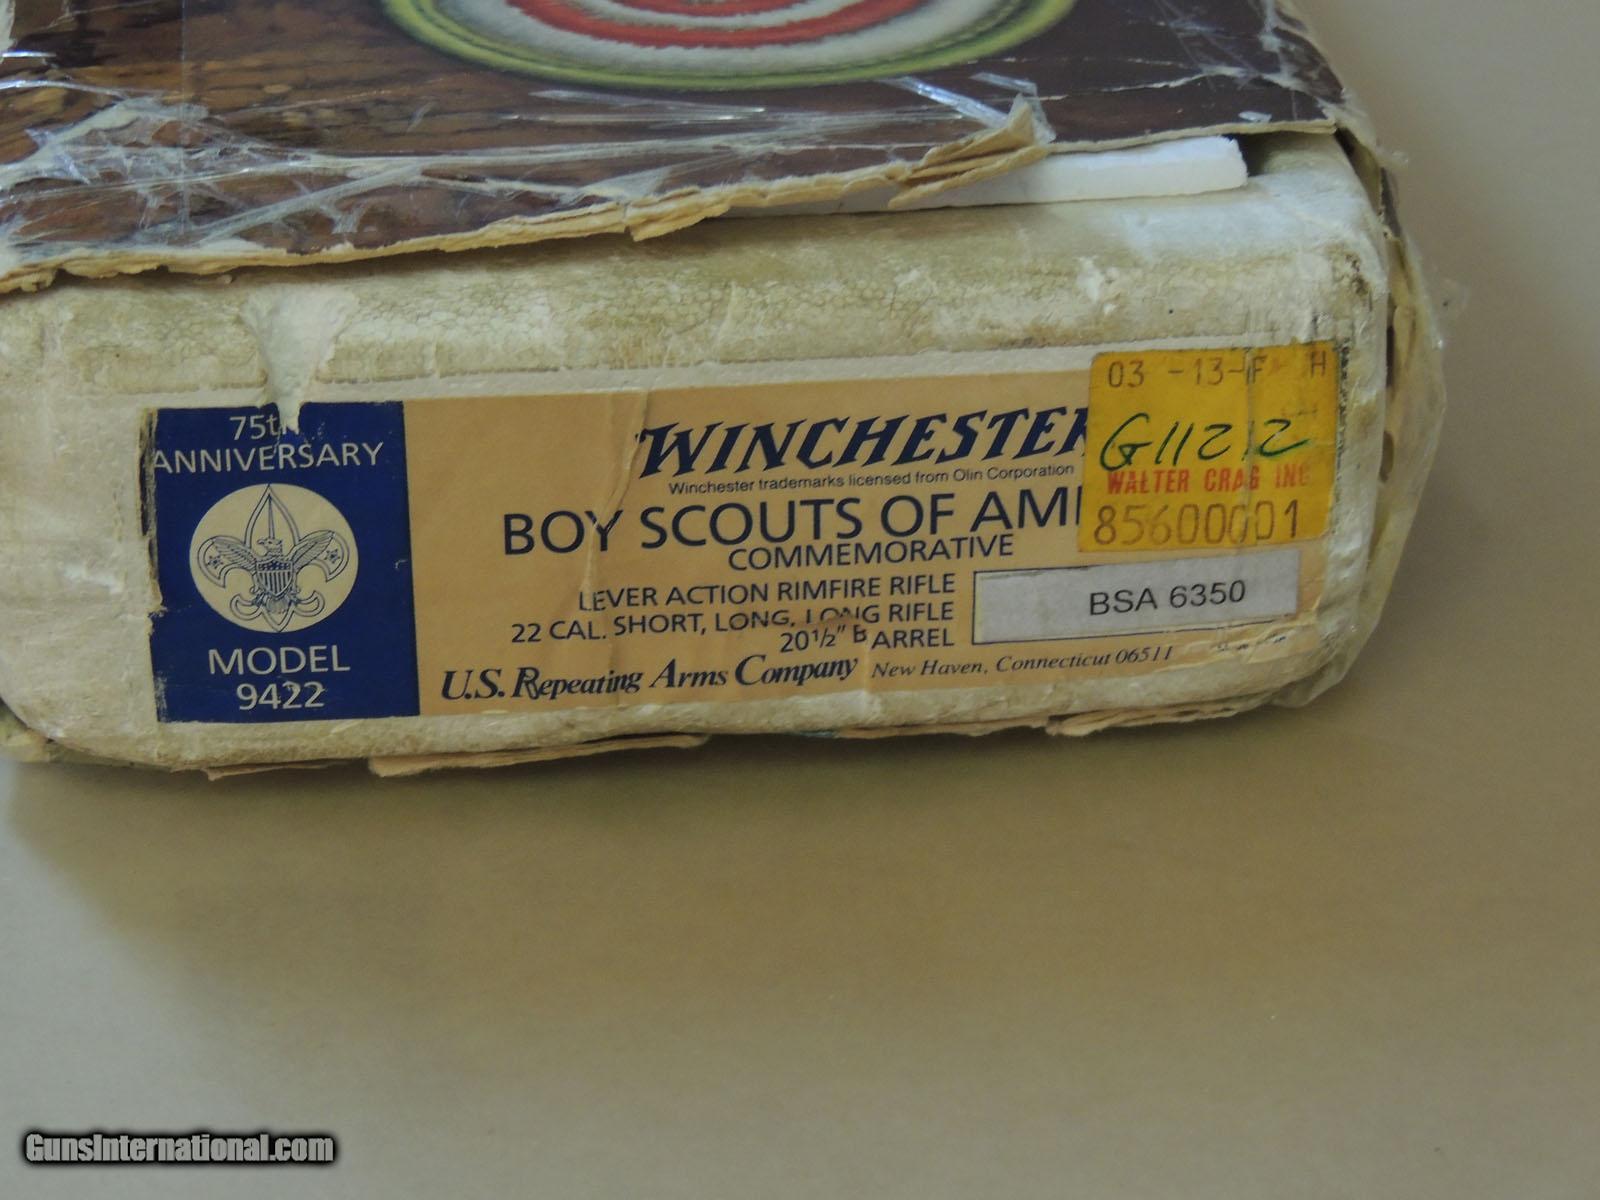 75th
ANNIVERSARY
MODEL
9422
WINCHESTER
Winchester trademarks licensed from Olin Corporation
BOY SCOUTS OF AM
COMMEMORATIVE
LEVER ACTION RIMFIRE RIFLE
22 CAL. SHORT, LONG, LONG RIFLE
20½" BARREL
U.S. Repeating Arms Company New Haven, Connecticut 06511
BSA 6350
03 -13- H
G11212
WALTER CRAG INC
85600001
GunsInternational.com